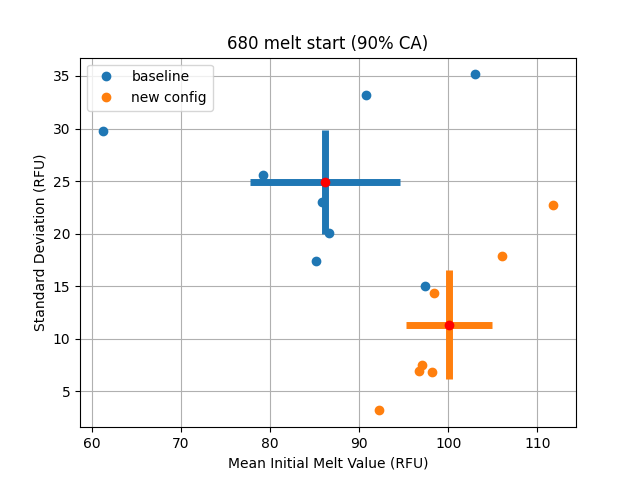 680 melt start (90% CA)
baseline
new config
35
30
25
20
15
10
5
Standard Deviation (RFU)
60 70 80 90 100 110
Mean Initial Melt Value (RFU)